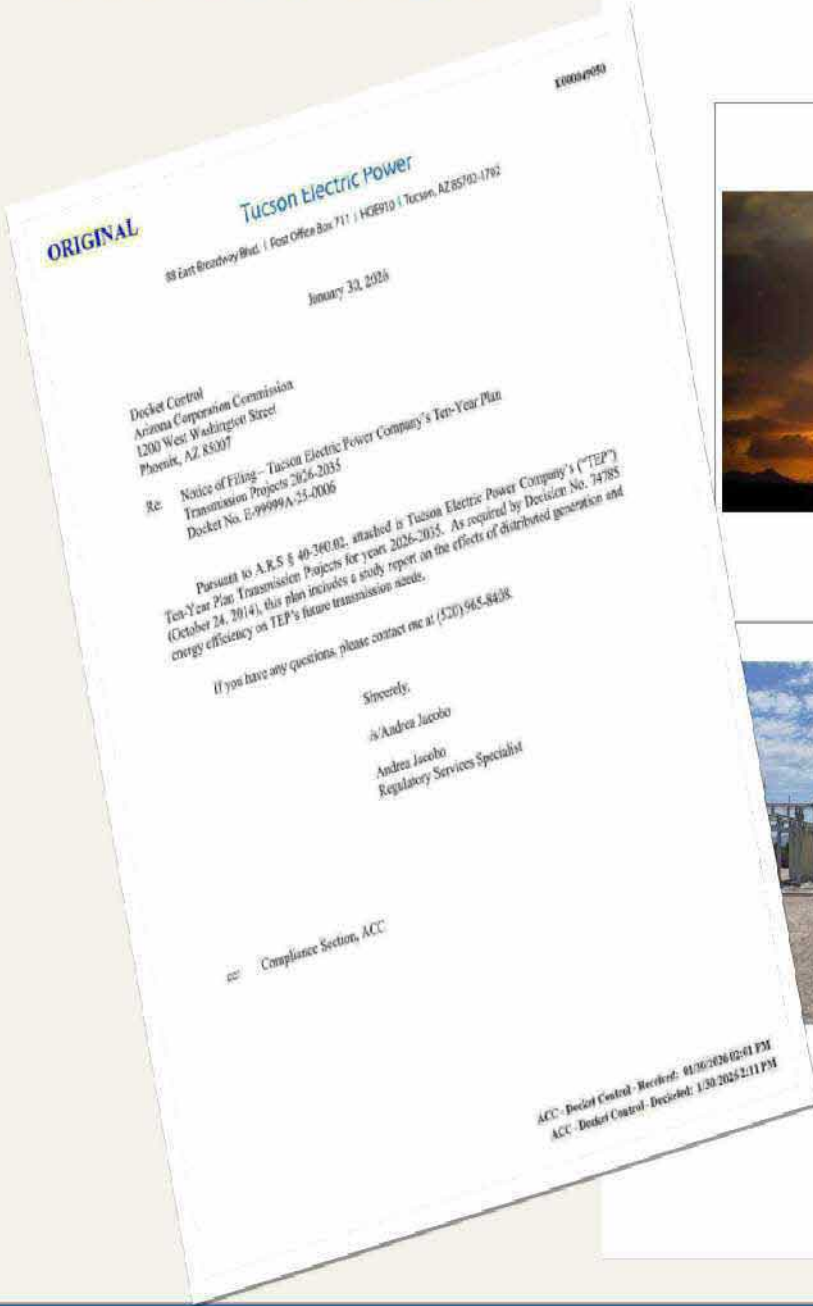 ORIGINAL
Tucson Electric Power
88 East Broadway Blvd. | Post Office Box 711 | HQE910 | Tucson, AZ 85702-1702
January 30, 2026
Docket Control
Arizona Corporation Commission
1200 West Washington Street
Phoenix, AZ 85007
Re: Notice of Filing – Tucson Electric Power Company's Ten-Year Plan
Transmission Projects 2026-2035
Docket No. E-99999A-25-0006
Pursuant to A.R.S § 40-360.02, attached is Tucson Electric Power Company's ("TEP")
Ten-Year Plan Transmission Projects for years 2026-2035. As required by Decision No. 74785
(October 24, 2014), this plan includes a study report on the effects of distributed generation and
energy efficiency on TEP's future transmission needs.
If you have any questions, please contact me at (520) 965-8408.
Sincerely,
/s/Andrea Jacobo
Andrea Jacobo
Regulatory Services Specialist
cc: Compliance Section, ACC
ACC - Docket Control - Received: 01/30/2026 02:01 PM
ACC - Docket Control - Docketed: 1/30/2026 2:11 PM